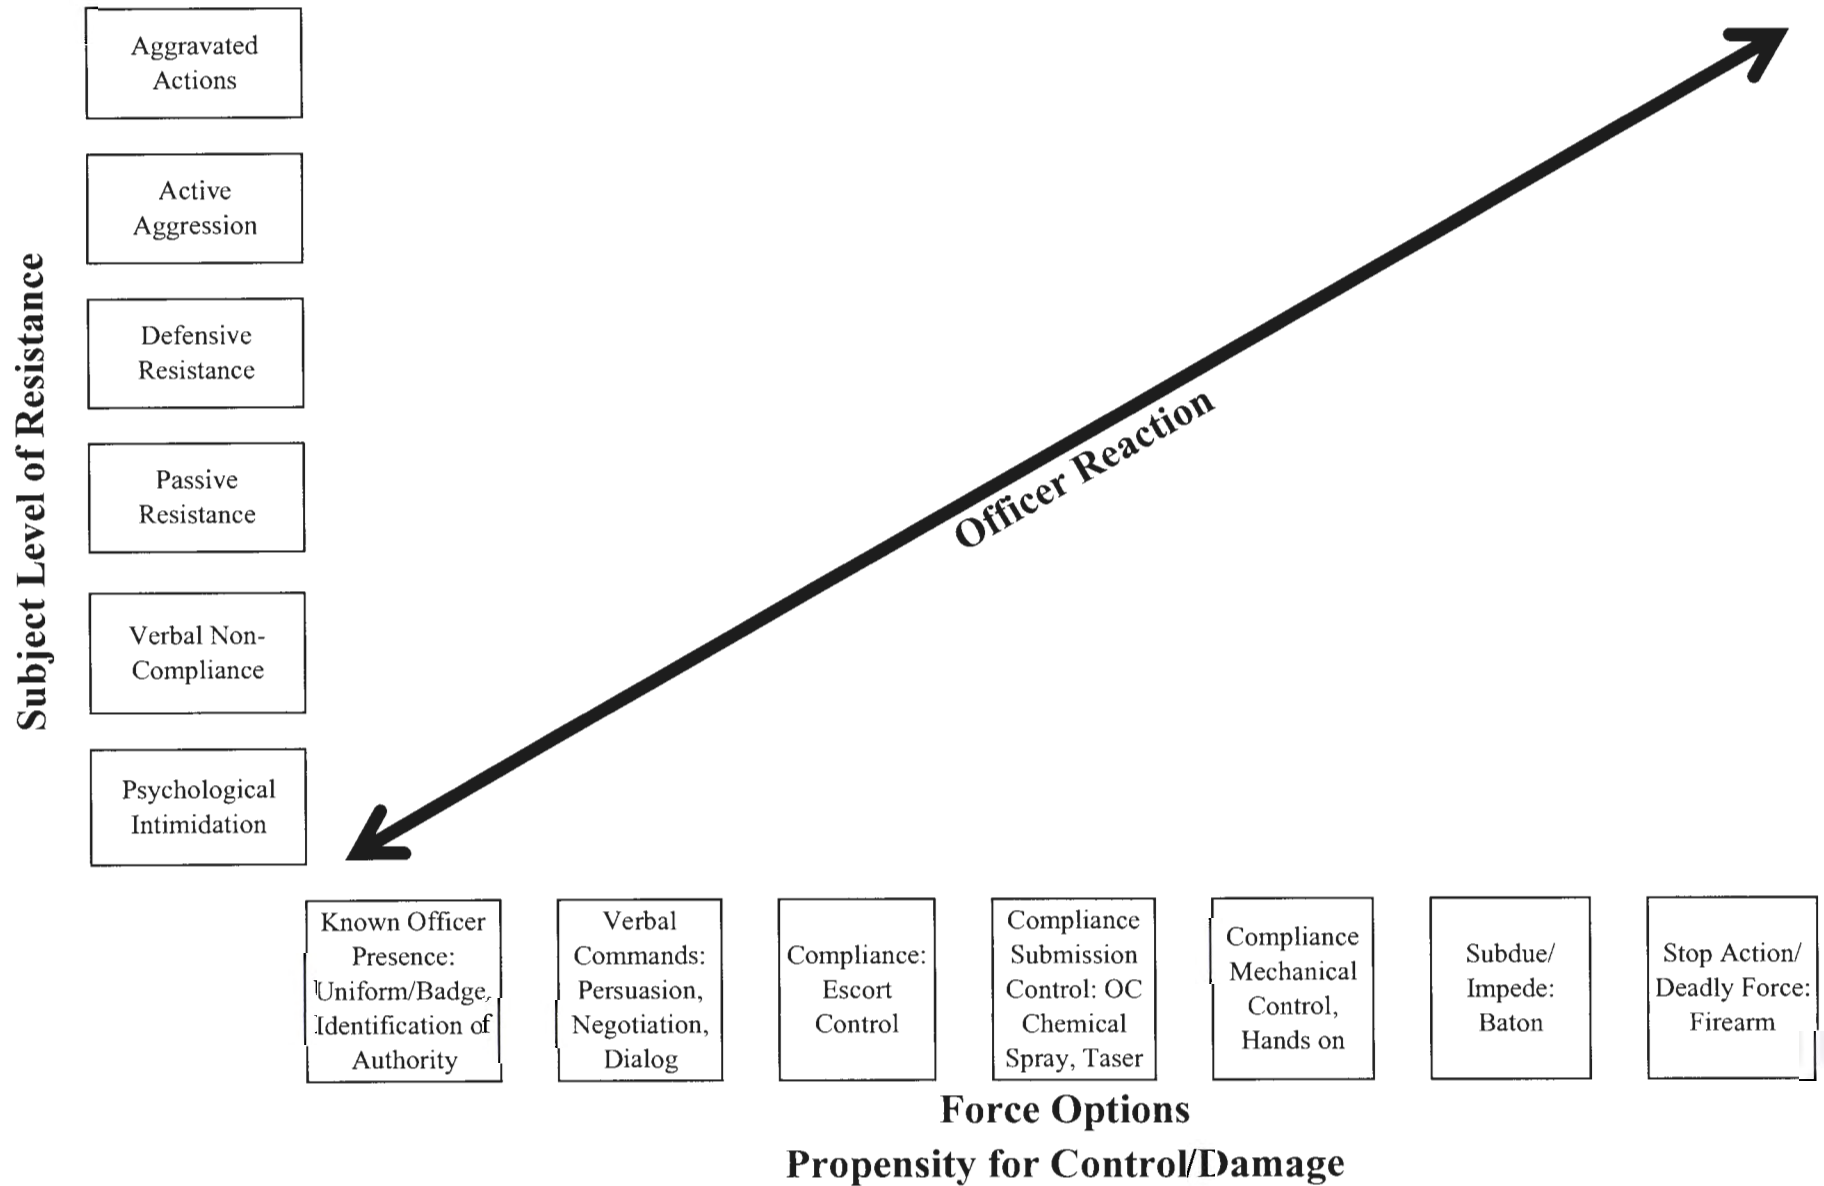 Subject Level of Resistance
Aggravated
Actions
Active
Aggression
Defensive
Resistance
Passive
Resistance
Verbal Non-
Compliance
Psychological
Intimidation
Officer Reaction
Known Officer
Presence:
Uniform/Badge,
Identification of
Authority
Verbal
Commands:
Persuasion,
Negotiation,
Dialog
Compliance:
Escort
Control
Compliance
Submission
Control: OC
Chemical
Spray, Taser
Compliance
Mechanical
Control,
Hands on
Subdue/
Impede:
Baton
Stop Action/
Deadly Force:
Firearm
Force Options
Propensity for Control/Damage